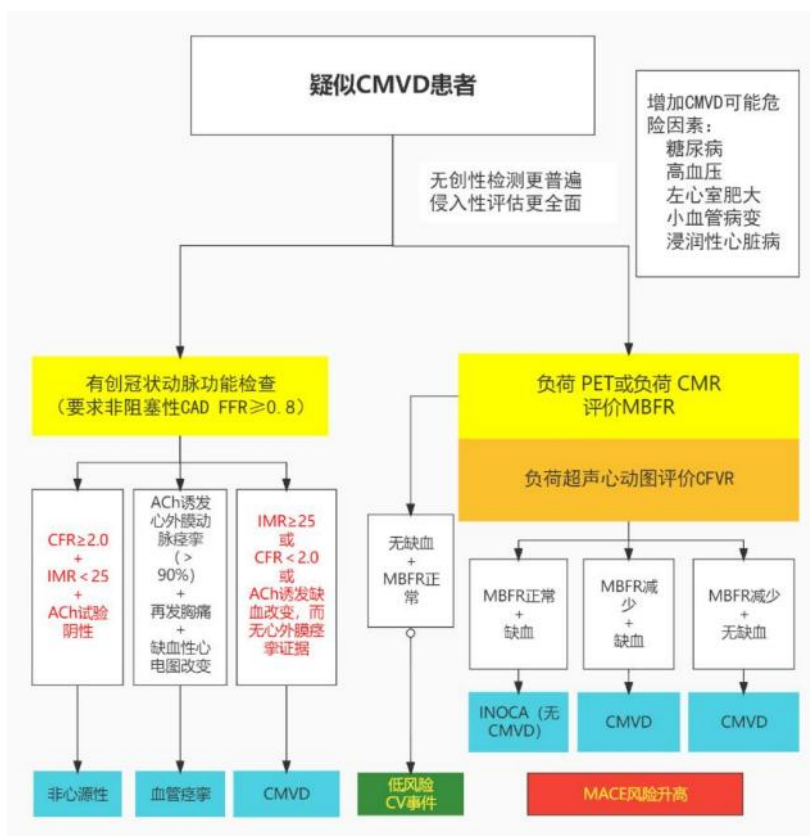 疑似CMVD患者
增加CMVD可能危
险因素：
糖尿病
高血压
左心室肥大
小血管病变
浸润性心脏病
无创性检测更普遍
侵入性评估更全面
有创冠状动脉功能检查
（要求非阻塞性CAD FFR≥0.8）
负荷 PET或负荷 CMR
评价MBFR
负荷超声心动图评价CFVR
CFR≥2.0
+
IMR＜25
+
ACh试验
阴性
ACh诱发
心外膜动
脉痉挛
（>
90%）
+
再发胸痛
+
缺血性心
电图改变
IMR≥25
或
CFR＜2.0
或
ACh诱发缺
血改变，而
无心外膜痉
挛证据
无缺血
+
MBFR正
常
MBFR正常
+
缺血
MBFR减
少+
缺血
MBFR减少
+
无缺血
INOCA（无
CMVD）
CMVD
CMVD
非心源性
血管痉挛
CMVD
低风险
CV事件
MACE风险升高